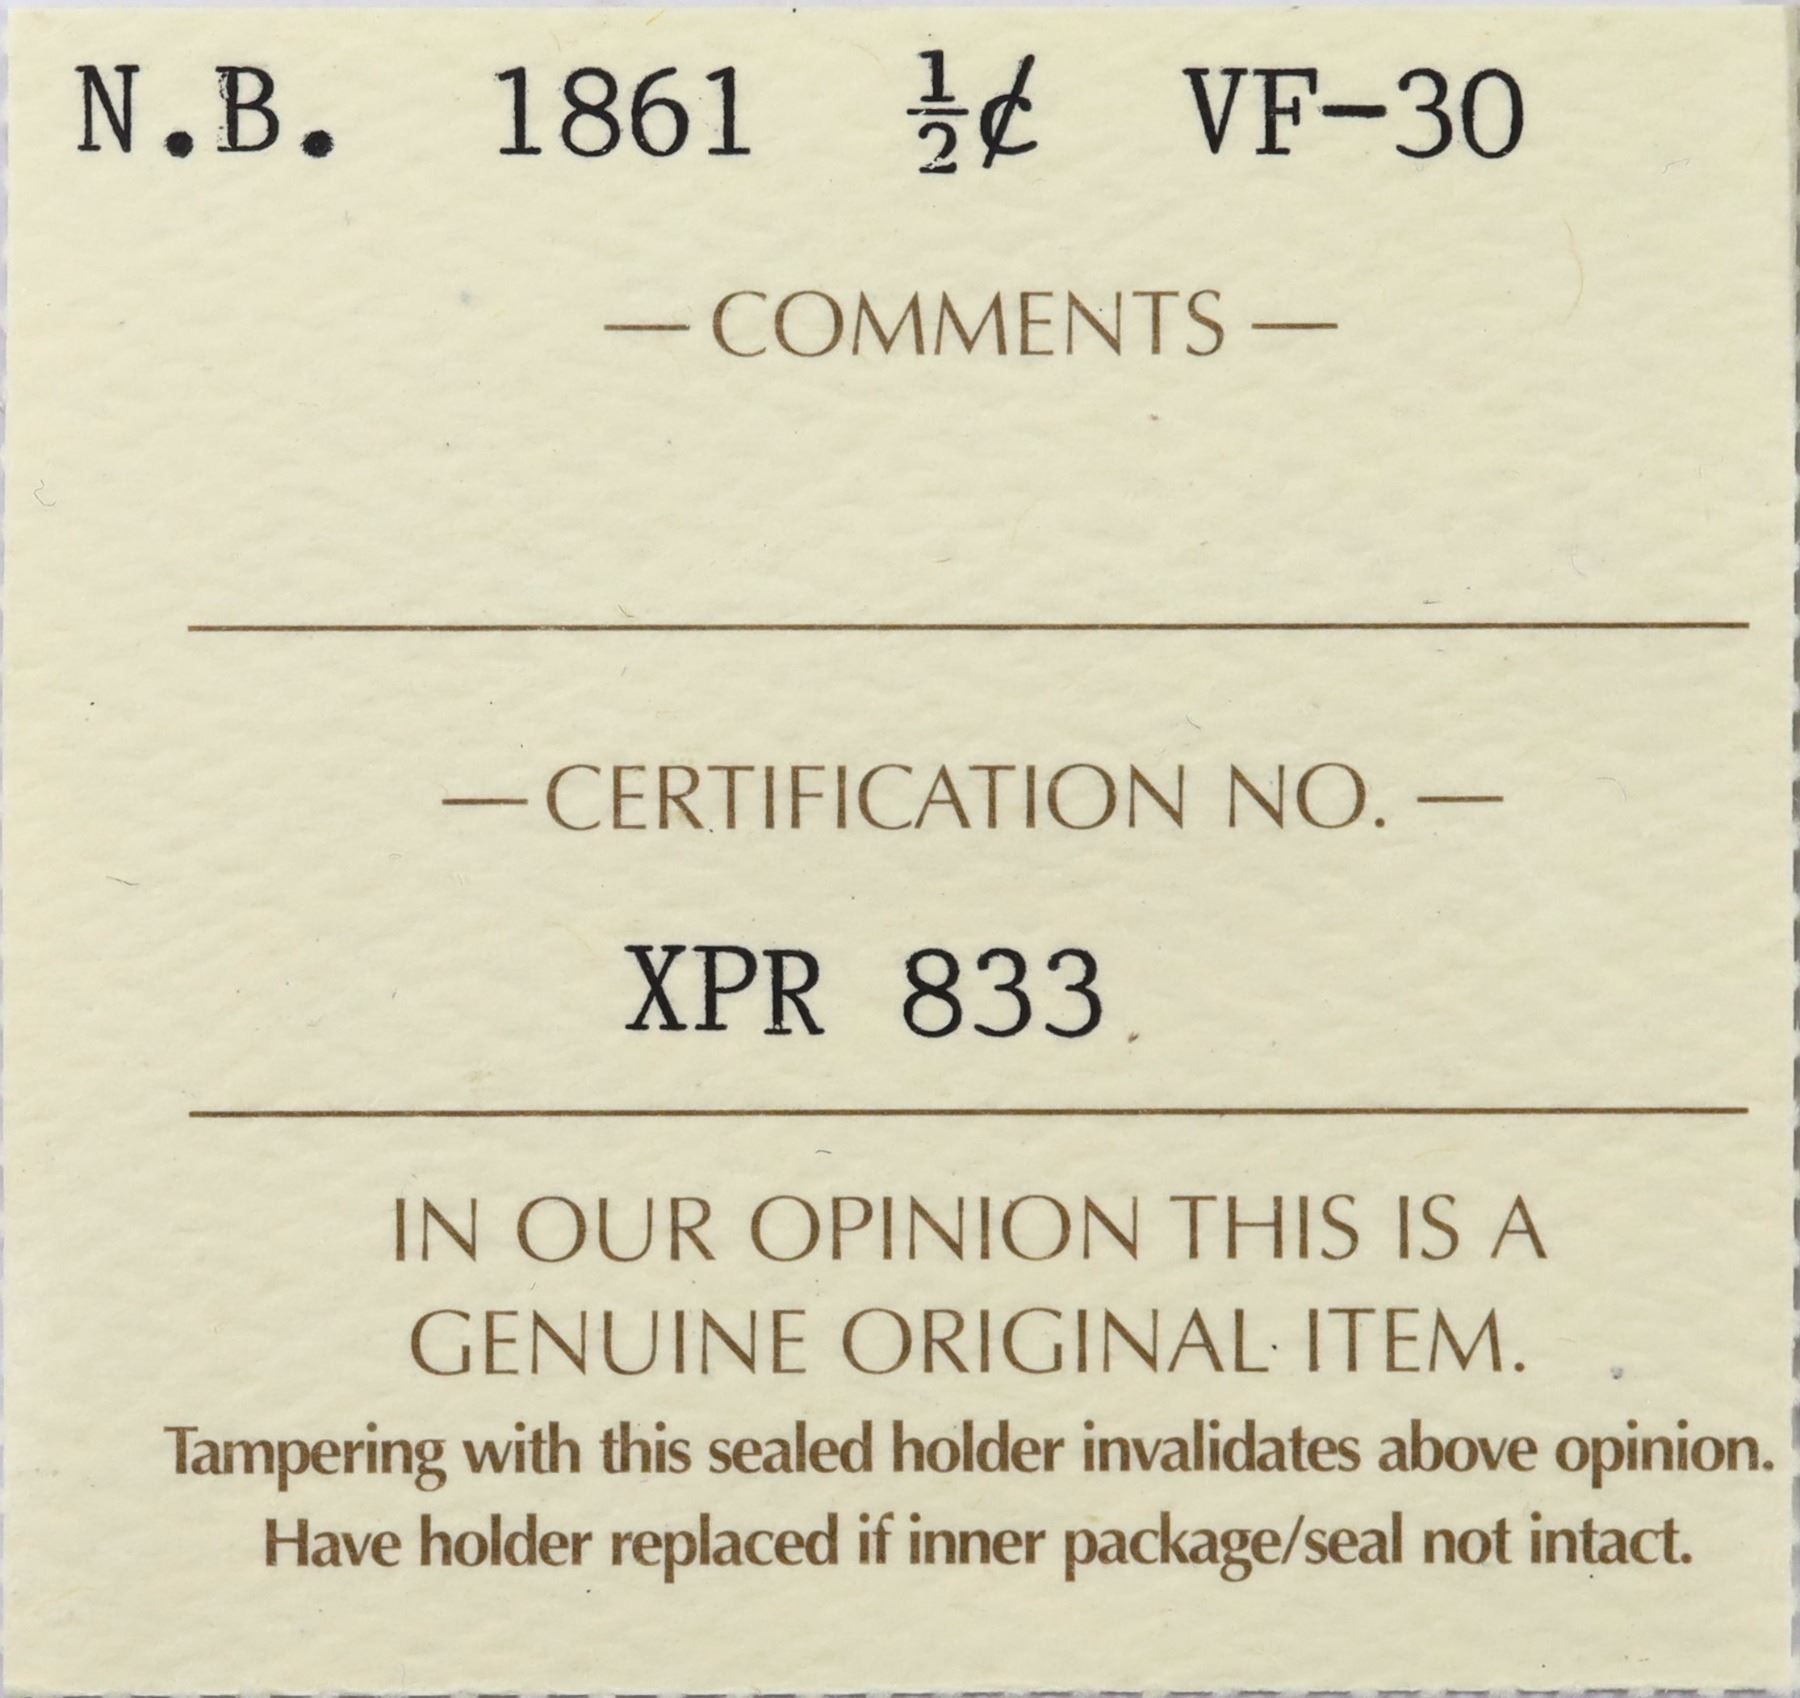 N.B. 1861 ½¢ VF-30
— COMMENTS —
— CERTIFICATION NO. —
XPR 833
IN OUR OPINION THIS IS A
GENUINE ORIGINAL ITEM.
Tampering with this sealed holder invalidates above opinion.
Have holder replaced if inner package/seal not intact.